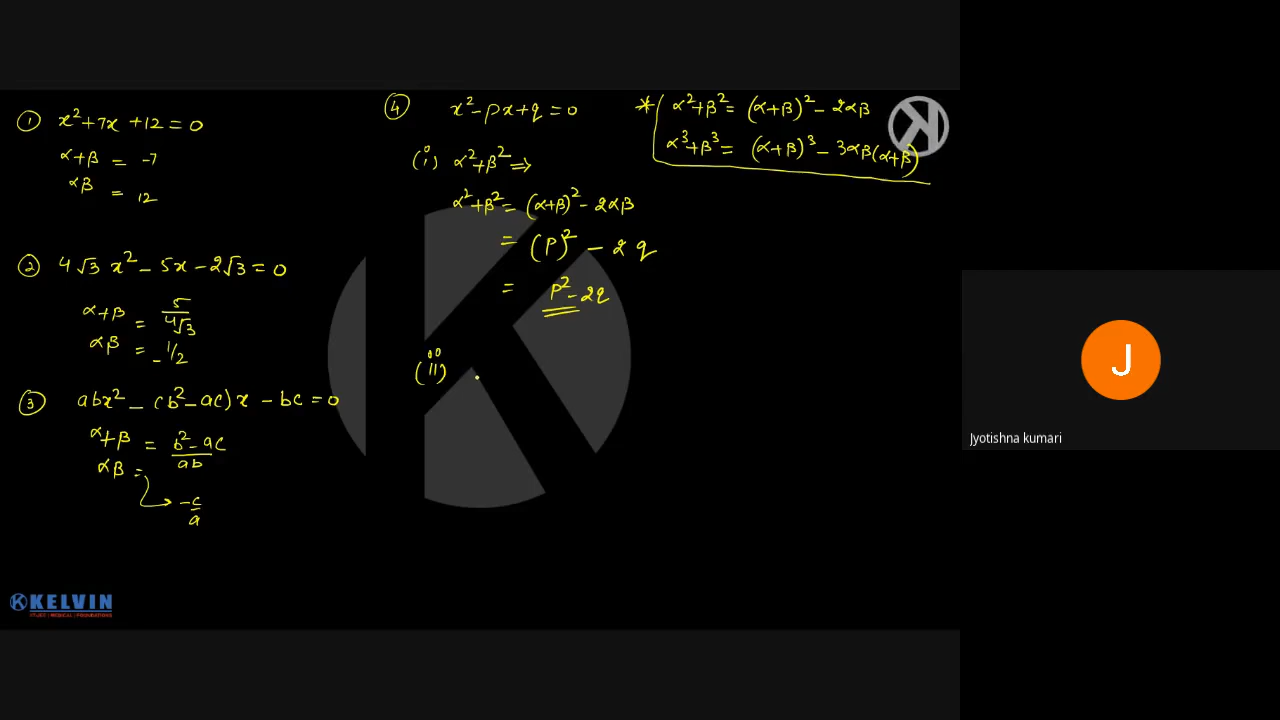 ① x²+7x+12=0
α+β = -7
αβ = 12
② 4√3 x² - 5x - 2√3 = 0
α+β = 5/4√3
αβ = -1/2
③ abx² - (b²-ac)x - bc = 0
α+β = b²-ac/ab
αβ = → -c/a
④ x²-px+q=0
(i) α²+β² ⇒
α²+β² = (α+β)² - 2αβ
= (P)² - 2q
= P²-2q
(ii)
* α²+β² = (α+β)² - 2αβ
α³+β³ = (α+β)³ - 3αβ(α+β)
KELVIN
J
Jyotishna kumari